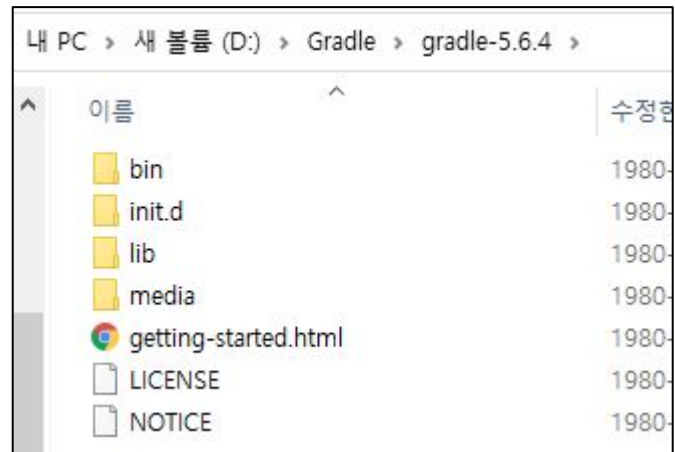 내 PC > 새 볼륨 (D:) > Gradle > gradle-5.6.4 >
이름 수정한
bin 1980-
init.d 1980-
lib 1980-
media 1980-
getting-started.html 1980-
LICENSE 1980-
NOTICE 1980-